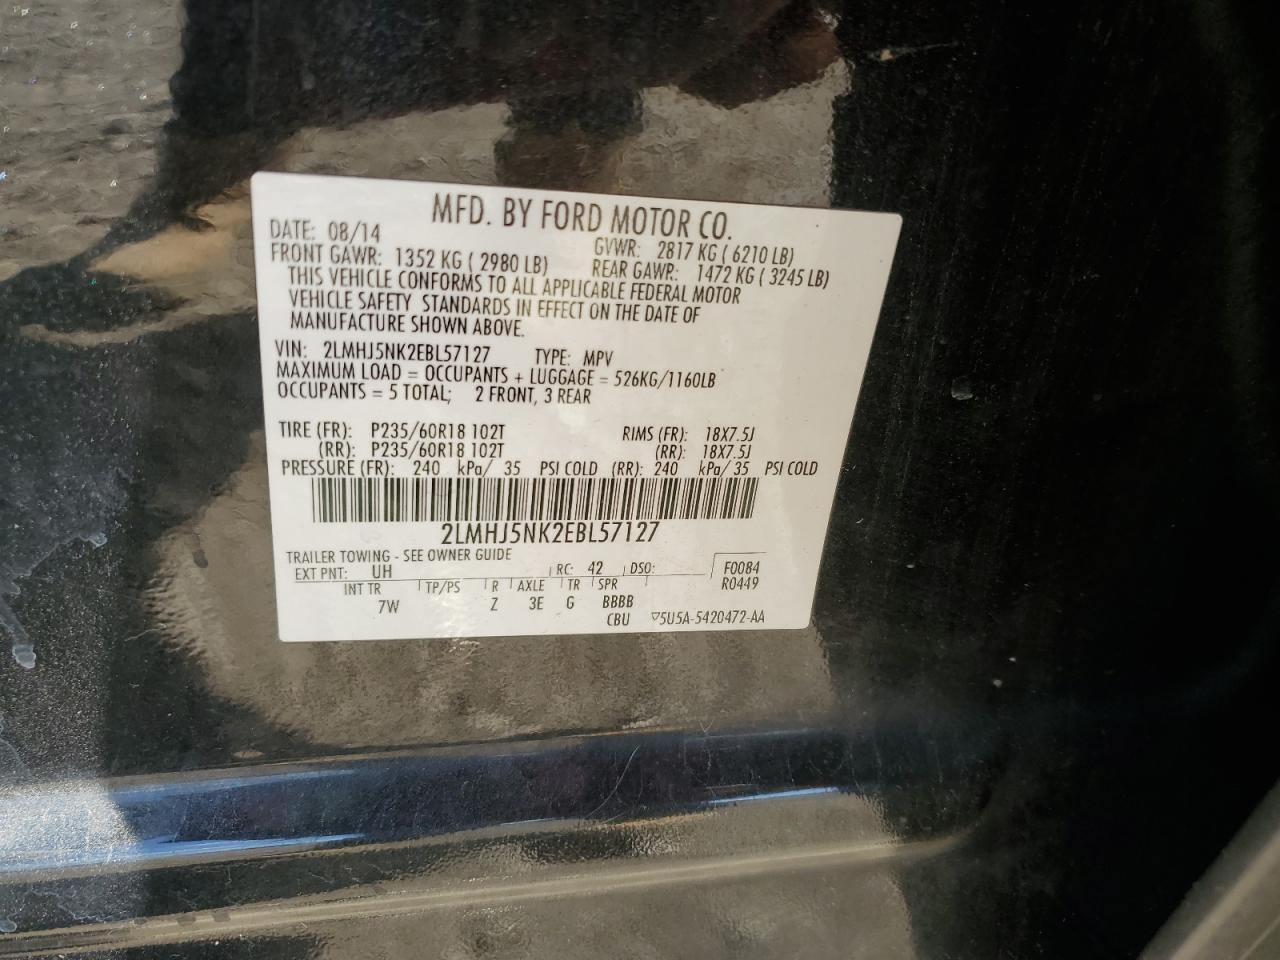 MFD. BY FORD MOTOR CO.
DATE: 08/14 GVWR: 2817 KG ( 6210 LB)
FRONT GAWR: 1352 KG ( 2980 LB) REAR GAWR: 1472 KG ( 3245 LB)
THIS VEHICLE CONFORMS TO ALL APPLICABLE FEDERAL MOTOR
VEHICLE SAFETY STANDARDS IN EFFECT ON THE DATE OF
MANUFACTURE SHOWN ABOVE.
VIN: 2LMHJ5NK2EBL57127 TYPE: MPV
MAXIMUM LOAD = OCCUPANTS + LUGGAGE = 526KG/1160LB
OCCUPANTS = 5 TOTAL; 2 FRONT, 3 REAR
TIRE (FR): P235/60R18 102T RIMS (FR): 18X7.5J
(RR): P235/60R18 102T (RR): 18X7.5J
PRESSURE (FR): 240 kPa/ 35 PSI COLD (RR): 240 kPa/ 35 PSI COLD
2LMHJ5NK2EBL57127
TRAILER TOWING - SEE OWNER GUIDE
EXT PNT: UH RC: 42 DSO: F0084
INT TR TP/PS R AXLE TR SPR R0449
7W Z 3E G BBBB
CBU ▽5U5A-5420472-AA